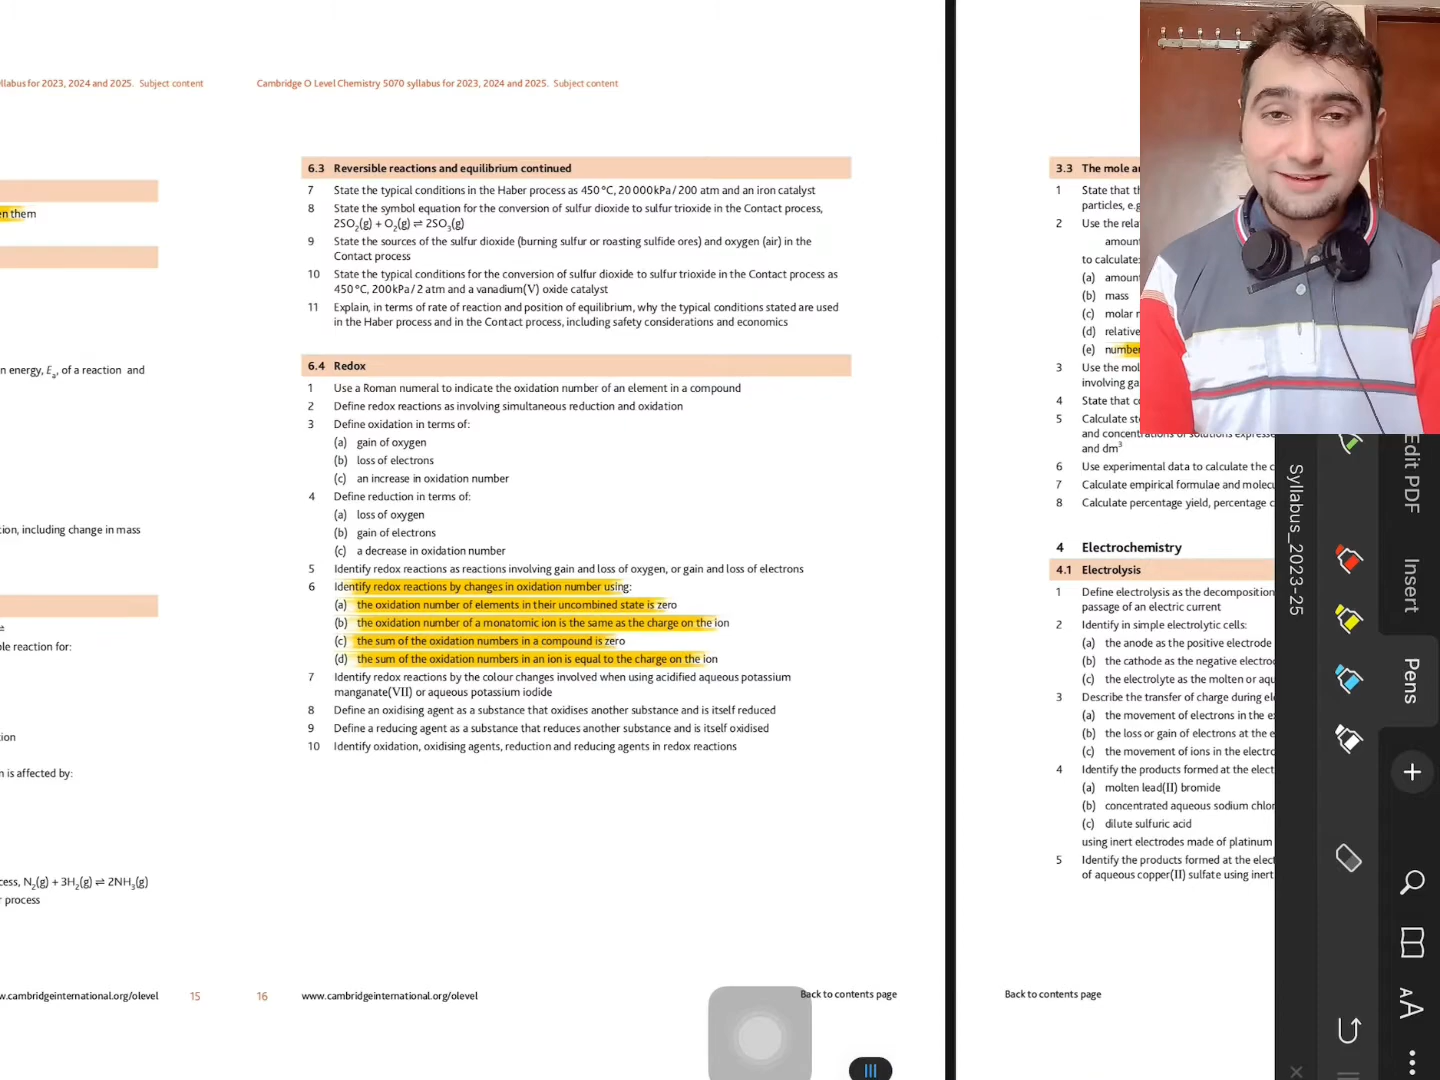 llabus for 2023, 2024 and 2025. Subject content
en them
n energy, Eₐ, of a reaction and
tion, including change in mass
⇌
le reaction for:
tion
n is affected by:
cess, N₂(g) + 3H₂(g) ⇌ 2NH₃(g)
r process
w.cambridgeinternational.org/olevel 15
Cambridge O Level Chemistry 5070 syllabus for 2023, 2024 and 2025. Subject content
6.3 Reversible reactions and equilibrium continued
7 State the typical conditions in the Haber process as 450 °C, 20 000 kPa / 200 atm and an iron catalyst
8 State the symbol equation for the conversion of sulfur dioxide to sulfur trioxide in the Contact process,
2SO₂(g) + O₂(g) ⇌ 2SO₃(g)
9 State the sources of the sulfur dioxide (burning sulfur or roasting sulfide ores) and oxygen (air) in the
Contact process
10 State the typical conditions for the conversion of sulfur dioxide to sulfur trioxide in the Contact process as
450 °C, 200 kPa / 2 atm and a vanadium(V) oxide catalyst
11 Explain, in terms of rate of reaction and position of equilibrium, why the typical conditions stated are used
in the Haber process and in the Contact process, including safety considerations and economics
6.4 Redox
1 Use a Roman numeral to indicate the oxidation number of an element in a compound
2 Define redox reactions as involving simultaneous reduction and oxidation
3 Define oxidation in terms of:
(a) gain of oxygen
(b) loss of electrons
(c) an increase in oxidation number
4 Define reduction in terms of:
(a) loss of oxygen
(b) gain of electrons
(c) a decrease in oxidation number
5 Identify redox reactions as reactions involving gain and loss of oxygen, or gain and loss of electrons
6 Identify redox reactions by changes in oxidation number using:
(a) the oxidation number of elements in their uncombined state is zero
(b) the oxidation number of a monatomic ion is the same as the charge on the ion
(c) the sum of the oxidation numbers in a compound is zero
(d) the sum of the oxidation numbers in an ion is equal to the charge on the ion
7 Identify redox reactions by the colour changes involved when using acidified aqueous potassium
manganate(VII) or aqueous potassium iodide
8 Define an oxidising agent as a substance that oxidises another substance and is itself reduced
9 Define a reducing agent as a substance that reduces another substance and is itself oxidised
10 Identify oxidation, oxidising agents, reduction and reducing agents in redox reactions
16 www.cambridgeinternational.org/olevel
Back to contents page
3.3 The mole a
1 State that t
particles, e.g
2 Use the rela
amoun
to calculate:
(a) amoun
(b) mass
(c) molar
(d) relative
(e) number
3 Use the mol
involving ga
4 State that c
5 Calculate st
and concentrations of solutions expresse
and dm³
6 Use experimental data to calculate the c
7 Calculate empirical formulae and molecu
8 Calculate percentage yield, percentage c
4 Electrochemistry
4.1 Electrolysis
1 Define electrolysis as the decomposition
passage of an electric current
2 Identify in simple electrolytic cells:
(a) the anode as the positive electrode
(b) the cathode as the negative electro
(c) the electrolyte as the molten or aqu
3 Describe the transfer of charge during el
(a) the movement of electrons in the e
(b) the loss or gain of electrons at the e
(c) the movement of ions in the electro
4 Identify the products formed at the elect
(a) molten lead(II) bromide
(b) concentrated aqueous sodium chlor
(c) dilute sulfuric acid
using inert electrodes made of platinum
5 Identify the products formed at the elect
of aqueous copper(II) sulfate using inert
Back to contents page
Syllabus_2023-25
Edit PDF
Insert
Pens
AA